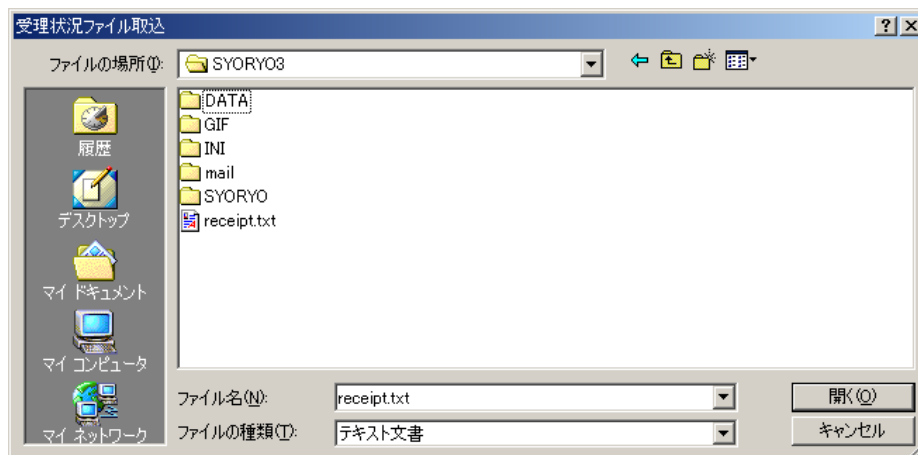 受理状況ファイル取込
ファイルの場所(I):
SYORYO3
履歴
デスクトップ
マイ ドキュメント
マイ コンピュータ
マイ ネットワーク
DATA
GIF
INI
mail
SYORYO
receipt.txt
ファイル名(N):
receipt.txt
開く(O)
ファイルの種類(T):
テキスト文書
キャンセル